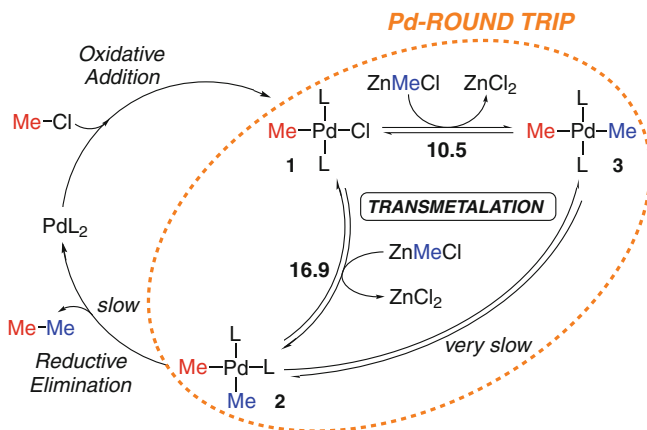 Pd-ROUND TRIP
Oxidative
Addition
ZnMeCl
ZnCl2
Me–Cl
L
Me–Pd–Cl
L
1
10.5
L
Me–Pd–Me
L
3
TRANSMETALATION
PdL2
16.9
ZnMeCl
ZnCl2
slow
Me–Me
Reductive
Elimination
L
Me–Pd–L
Me
2
very slow